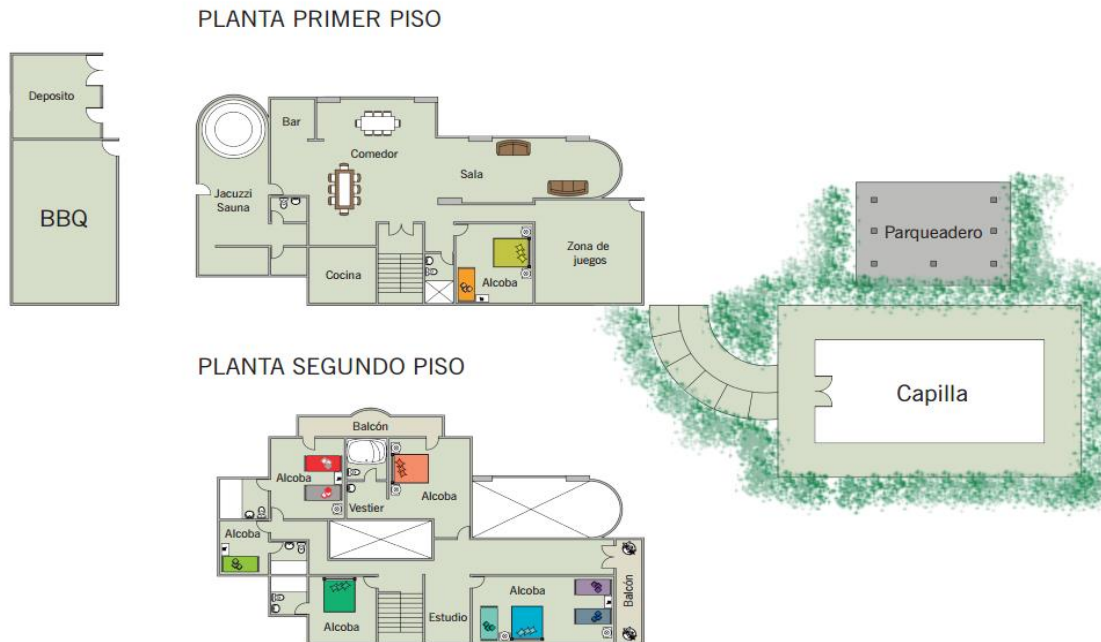 PLANTA PRIMER PISO
Deposito
BBQ
Bar
Comedor
Sala
Jacuzzi
Sauna
Cocina
Alcoba
Zona de
juegos
Parqueadero
Capilla
PLANTA SEGUNDO PISO
Balcón
Alcoba
Alcoba
Vestier
Alcoba
Alcoba
Estudio
Alcoba
Balcón